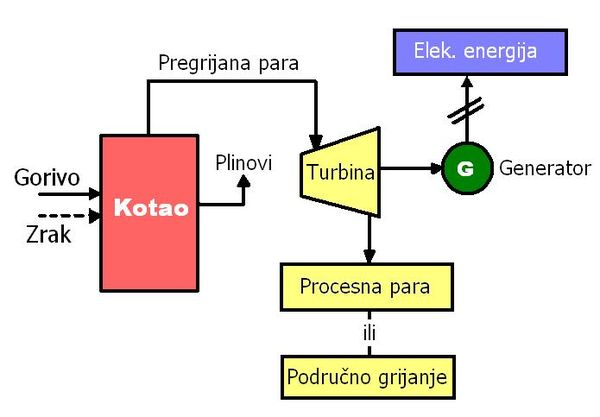 Elek. energija
Pregrijana para
Plinovi
Turbina
G
Generator
Gorivo
Kotao
Zrak
Procesna para
ili
Područno grijanje